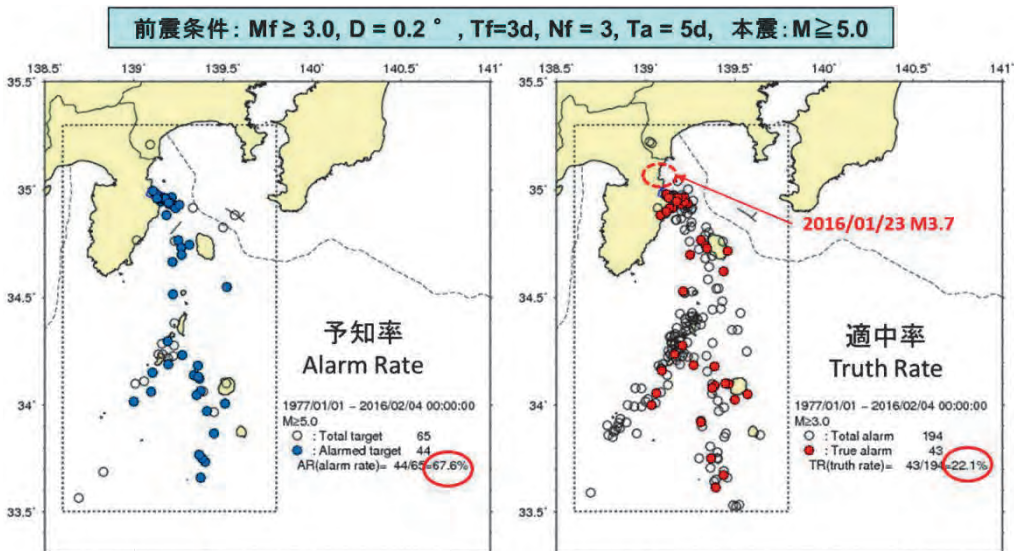 前震条件: Mf ≥ 3.0, D = 0.2 °, Tf=3d, Nf = 3, Ta = 5d, 本震:M≧5.0
138.5° 139° 139.5° 140° 140.5° 141°
35.5°
35°
34.5°
34°
33.5°
予知率
Alarm Rate
1977/01/01 − 2016/02/04 00:00:00
M≥5.0
: Total target 65
: Alarmed target 44
AR(alarm rate)= 44/65=67.6%
138.5° 139° 139.5° 140° 140.5° 141°
35.5°
35°
34.5°
34°
33.5°
2016/01/23 M3.7
適中率
Truth Rate
1977/01/01 − 2016/02/04 00:00:00
M≥3.0
: Total alarm 194
: True alarm 43
TR(truth rate)= 43/194=22.1%